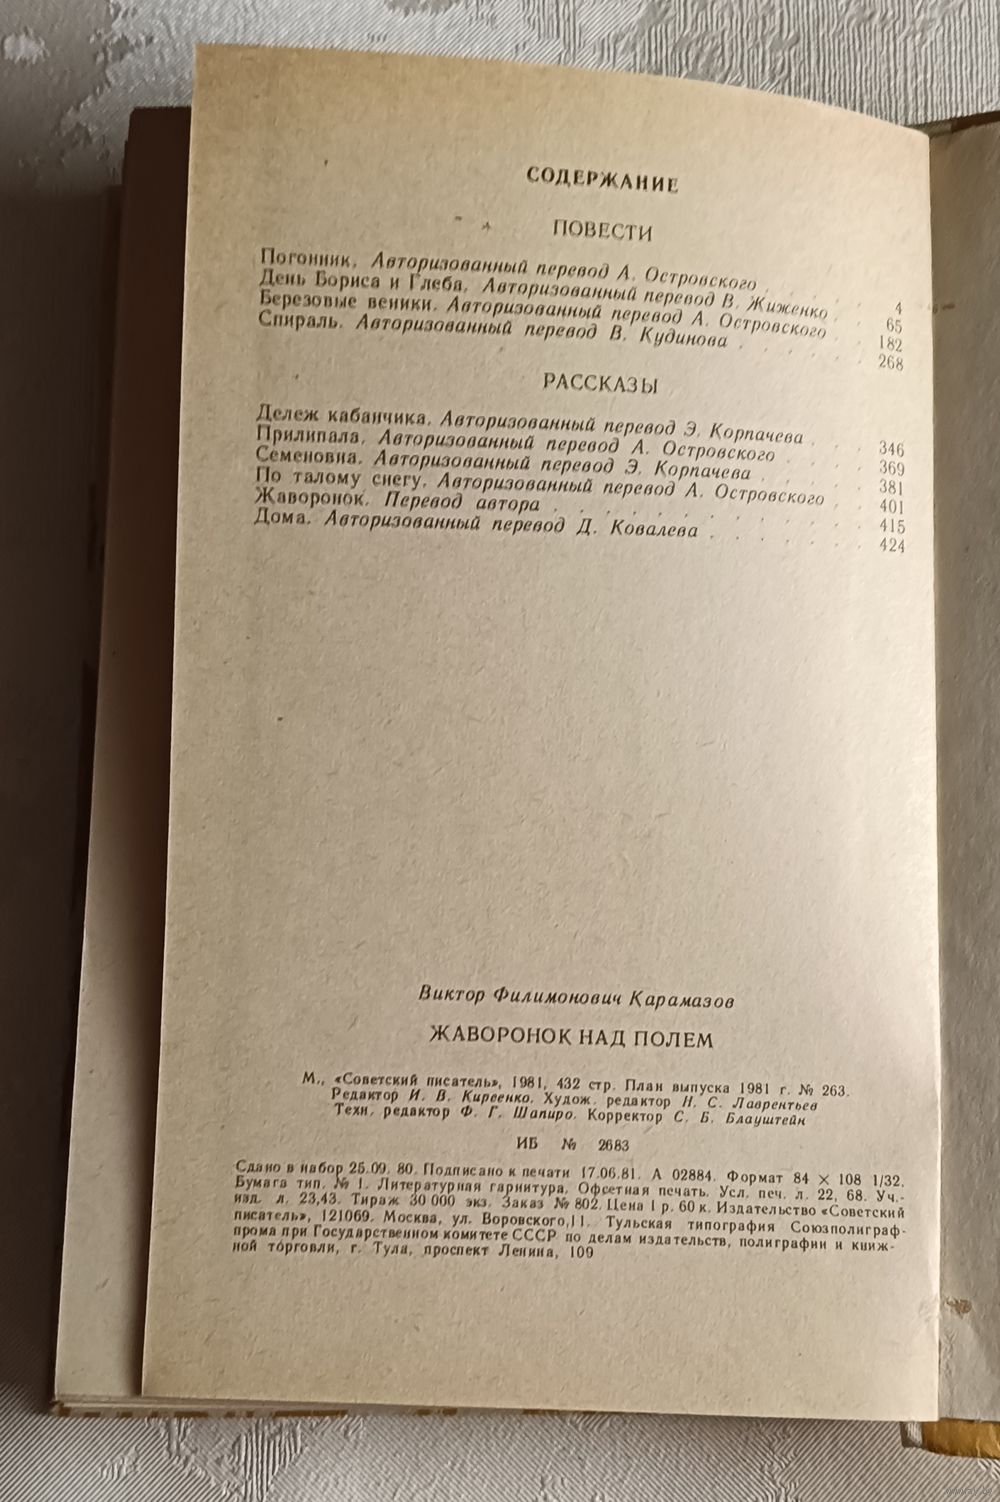 СОДЕРЖАНИЕ
ПОВЕСТИ
Погонник. Авторизованный перевод А. Островского . . . . 4
День Бориса и Глеба. Авторизованный перевод В. Жиженко . . 65
Березовые веники. Авторизованный перевод А. Островского . . 182
Спираль. Авторизованный перевод В. Кудинова . . . . . 268
РАССКАЗЫ
Дележ кабанчика. Авторизованный перевод Э. Корпачева . . . 346
Прилипала. Авторизованный перевод А. Островского . . . . 369
Семеновна. Авторизованный перевод Э. Корпачева . . . . . 381
По талому снегу. Авторизованный перевод А. Островского . . 401
Жаворонок. Перевод автора . . . . . . . . . . 415
Дома. Авторизованный перевод Д. Ковалева . . . . . . 424
Виктор Филимонович Карамазов
ЖАВОРОНОК НАД ПОЛЕМ
М., «Советский писатель», 1981, 432 стр. План выпуска 1981 г. № 263.
Редактор И. В. Киреенко. Худож. редактор Н. С. Лаврентьев
Техн. редактор Ф. Г. Шапиро. Корректор С. Б. Блауштейн
ИБ № 2683
Сдано в набор 25.09. 80. Подписано к печати 17.06.81. А 02884. Формат 84 × 108 1/32.
Бумага тип. № 1. Литературная гарнитура. Офсетная печать. Усл. печ. л. 22, 68. Уч.-
изд. л. 23,43. Тираж 30 000 экз. Заказ № 802. Цена 1 р. 60 к. Издательство «Советский
писатель», 121069. Москва, ул. Воровского,11. Тульская типография Союзполиграф-
прома при Государственном комитете СССР по делам издательств, полиграфии и книж-
ной торговли, г. Тула, проспект Ленина, 109